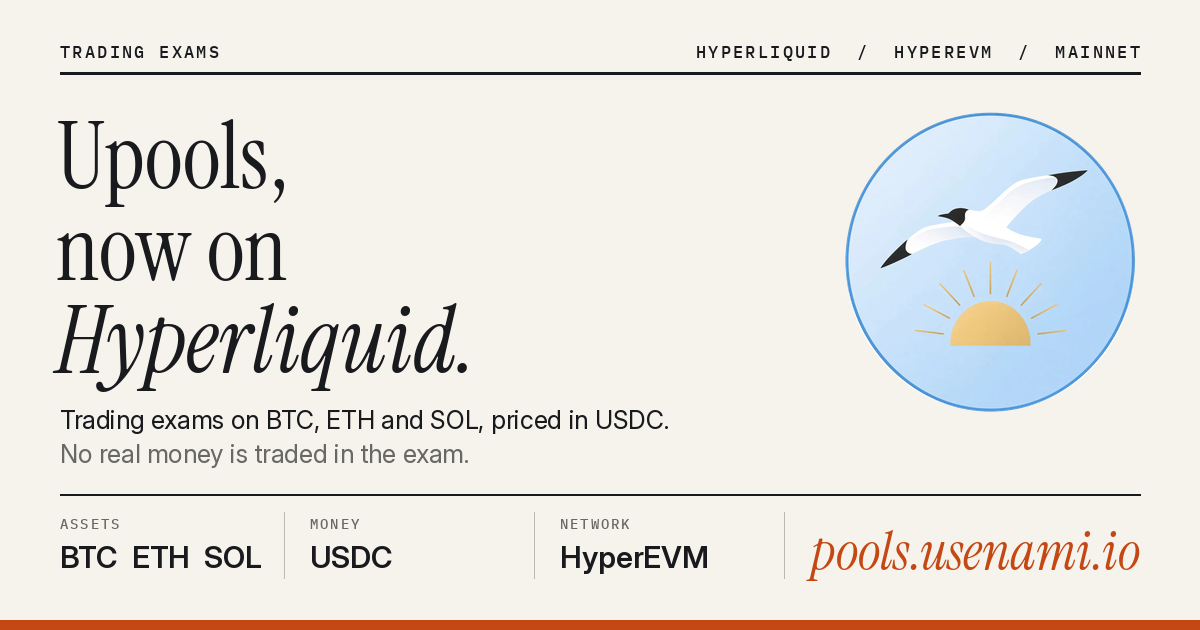 TRADING EXAMS
HYPERLIQUID / HYPEREVM / MAINNET
Upools,
now on
Hyperliquid.
Trading exams on BTC, ETH and SOL, priced in USDC.
No real money is traded in the exam.
ASSETS
BTC ETH SOL
MONEY
USDC
NETWORK
HyperEVM
pools.usenami.io